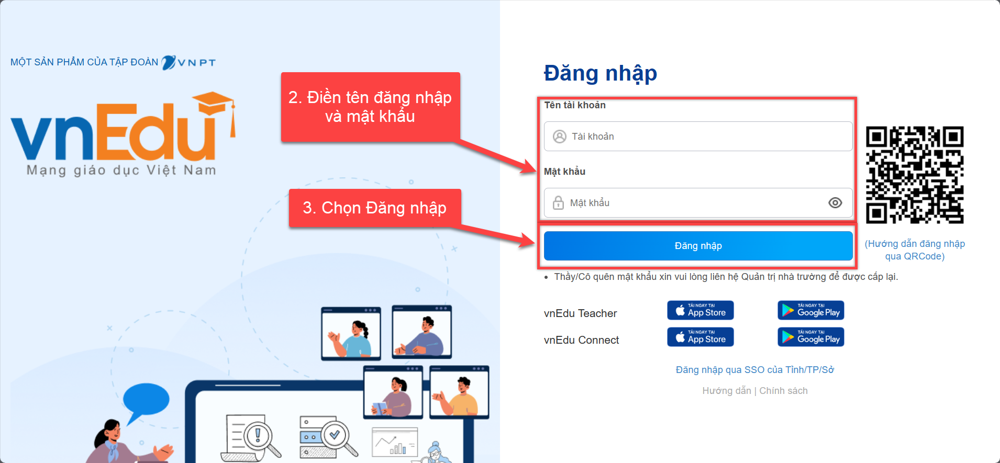 MỘT SẢN PHẨM CỦA TẬP ĐOÀN VNPT
vnEdu
Mạng giáo dục Việt Nam
2. Điền tên đăng nhập
và mật khẩu
3. Chọn Đăng nhập
Đăng nhập
Tên tài khoản
Tài khoản
Mật khẩu
Mật khẩu
Đăng nhập
(Hướng dẫn đăng nhập
qua QRCode)
Thầy/Cô quên mật khẩu xin vui lòng liên hệ Quản trị nhà trường để được cấp lại.
vnEdu Teacher
TẢI NGAY TẠI
App Store
TẢI NGAY TẠI
Google Play
vnEdu Connect
TẢI NGAY TẠI
App Store
TẢI NGAY TẠI
Google Play
Đăng nhập qua SSO của Tỉnh/TP/Sở
Hướng dẫn | Chính sách